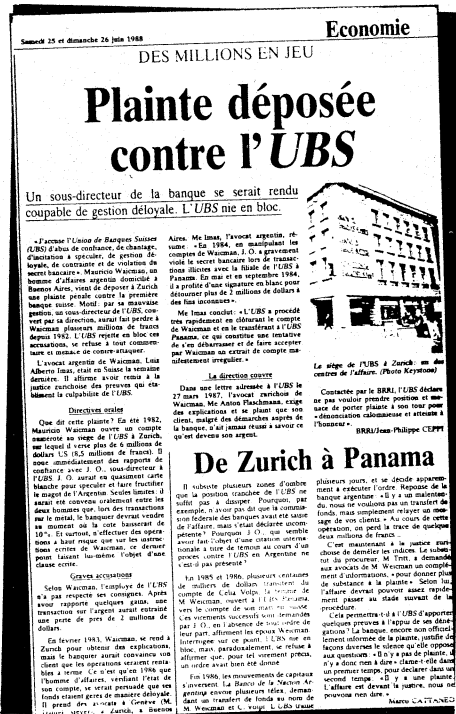 Samedi 25 et dimanche 26 juin 1988
Economie
DES MILLIONS EN JEU
Plainte déposée
contre l'UBS
Un sous-directeur de la banque se serait rendu
coupable de gestion déloyale. L'UBS nie en bloc.
« J'accuse l'Union de Banques Suisses
(UBS) d'abus de confiance, de chantage,
d'incitation à spéculer, de gestion dé-
loyale, de contrainte et de violation du
secret bancaire ». Mauricio Waicman, un
homme d'affaires argentin domicilié à
Buenos Aires, vient de déposer à Zurich
une plainte pénale contre la première
banque suisse. Motif: par sa mauvaise
gestion, un sous-directeur de l'UBS, cou-
vert par sa direction, aurait fait perdre à
Waicman plusieurs millions de francs
depuis 1982. L'UBS rejette en bloc ces
accusations, se refuse à tout commen-
taire et menace de contre-attaquer.
L'avocat argentin de Waicman, Luis
Alberto Imas, était en Suisse la semaine
dernière. Il affirme avoir remis à la
justice zurichoise des preuves qui éta-
blissent la culpabilité de l'UBS.
Directives orales
Que dit cette plainte? En été 1982,
Mauricio Waicman ouvre un compte
numéroté au siège de l'UBS à Zurich,
sur lequel il verse plus de 6 millions de
dollars US (8,5 millions de francs). Il
noue immédiatement des rapports de
confiance avec J. O., sous-directeur à
l'UBS. J. O. aurait eu quasiment carte
blanche pour spéculer et faire fructifier
le magot de l'Argentin. Seules limites: il
aurait été convenu oralement entre les
deux hommes que, lors des transactions
sur le métal, le banquier devrait vendre
au moment où la cote baisserait de
10%. Et surtout, n'effectuer des opéra-
tions à haut risque que sur les instruc-
tions écrites de Waicman, ce dernier
point faisant lui-même l'objet d'une
clause écrite.
Graves accusations
Selon Waicman, l'employé de l'UBS
n'a pas respecté ses consignes. Après
avoir rapporté quelques gains, une
transaction sur l'argent aurait entraîné
une perte de près de 2 millions de
dollars.
En février 1983, Waicman, se rend à
Zurich pour obtenir des explications,
mais le banquier aurait convaincu son
client que les opérations seraient renta-
bles à terme. Ce n'est qu'en 1986 que
l'homme d'affaires, vérifiant l'état de
son compte, se serait persuadé que ses
fonds étaient gérés de manière déloyale.
Il prend des avocats à Genève (M.
à Zurich, à Buenos
Aires. Me Imas, l'avocat argentin, ré-
sume: « En 1984, en manipulant les
comptes de Waicman, J. O. a gravement
violé le secret bancaire lors de transac-
tions illicites avec la filiale de l'UBS à
Panama. En mai et en septembre 1984,
il a profité d'une signature en blanc pour
détourner plus de 2 millions de dollars à
des fins inconnues ».
Me Imas conclut: « L'UBS a procédé
très rapidement en clôturant le compte
de Waicman et en le transférant à l'UBS
Panama, ce qui constitue une tentative
de s'en débarrasser et de faire accepter
par Waicman un extrait de compte ma-
nifestement irrégulier. »
La direction couvre
Dans une lettre adressée à l'UBS le
27 mars 1987, l'avocat zurichois de
Waicman, Me Anton Flaschmann, exige
des explications et se plaint que son
client, malgré des démarches auprès de
la banque, n'ait jamais réussi à savoir ce
qu'est devenu son argent.
Le siège de l'UBS à Zurich: un des
centres de l'affaire. (Photo Keystone)
Contactée par le BRRI, l'UBS déclare
ne pas vouloir prendre position et me-
nace de porter plainte à son tour pour
« dénonciation calomnieuse et atteinte à
l'honneur ».
BRRI/Jean-Philippe CEPPI
De Zurich à Panama
Il subsiste plusieurs zones d'ombre
que la position tranchée de l'UBS ne
suffit pas à dissiper. Pourquoi, par
exemple, n'avoir pas dit que la commis-
sion fédérale des banques avait été saisie
de l'affaire, mais s'était déclarée incom-
pétente? Pourquoi J. O., qui semble
avoir fait l'objet d'une citation interna-
tionale à titre de témoin au cours d'un
procès contre l'UBS en Argentine ne
s'est-il pas présenté?
En 1985 et 1986, plusieurs centaines
de milliers de dollars transitent du
compte de Celia Volpi, la femme de
M. Waicman, ouvert à l'UBS Panama,
vers le compte de son mari en Suisse.
Ces virements successifs sont demandés
par J. O., en l'absence de tout ordre de
leur part, affirment les époux Waicman.
Interrogée sur ce point, l'UBS nie en
bloc, mais, paradoxalement, se refuse à
affirmer que, pour tel virement précis,
un ordre avait bien été donné.
Fin 1986, les mouvements de capitaux
s'inversent. La Banco de la Nacion Ar-
gentina envoie plusieurs télex, deman-
dant un transfert de fonds au nom de
M. Waicman et C. Volpi. L'UBS traîne
plusieurs jours, et se décide apparem-
ment à exécuter l'ordre. Réponse de la
banque argentine: « Il y a un malenten-
du, nous ne voulions pas un transfert de
fonds, mais simplement relayer un mes-
sage de vos clients. » Au cours de cette
opération, on perd la trace de quelque
deux millions de francs...
C'est maintenant à la justice zuri-
choise de démêler les indices. Le substi-
tut du procureur, M. Tritt, a demandé
aux avocats de M. Waicman un complé-
ment d'informations, « pour donner plus
de substance à la plainte ». Selon lui,
l'affaire devrait pouvoir assez rapide-
ment passer au stade suivant de la
procédure.
Cela permettra-t-il à l'UBS d'apporter
quelques preuves à l'appui de ses déné-
gations? La banque, encore non officiel-
lement informée de la plainte, justifie de
façons diverses le silence qu'elle oppose
aux questions: « Il n'y a pas de plainte, il
n'y a donc rien à dire » clame-t-elle dans
un premier temps, pour déclarer dans un
second temps: « Il y a une plainte.
L'affaire est devant la justice, nous ne
pouvons rien dire. »
Marco CATTANEO